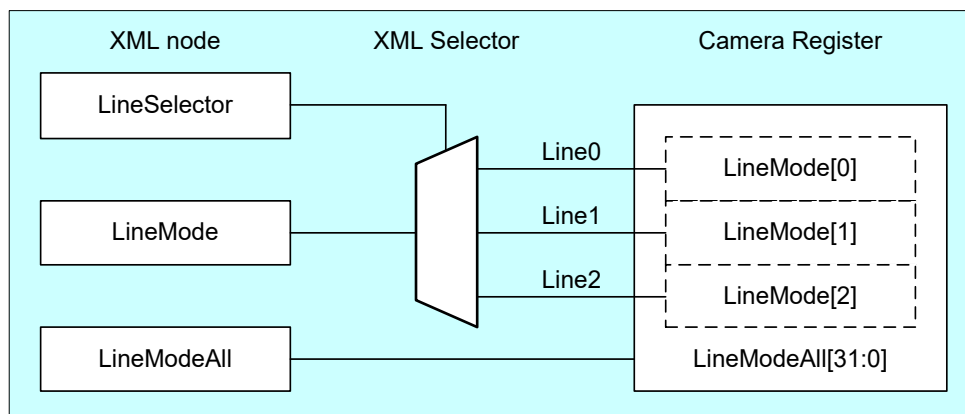 XML node XML Selector Camera Register
LineSelector
Line0 LineMode[0]
LineMode Line1 LineMode[1]
Line2 LineMode[2]
LineModeAll LineModeAll[31:0]